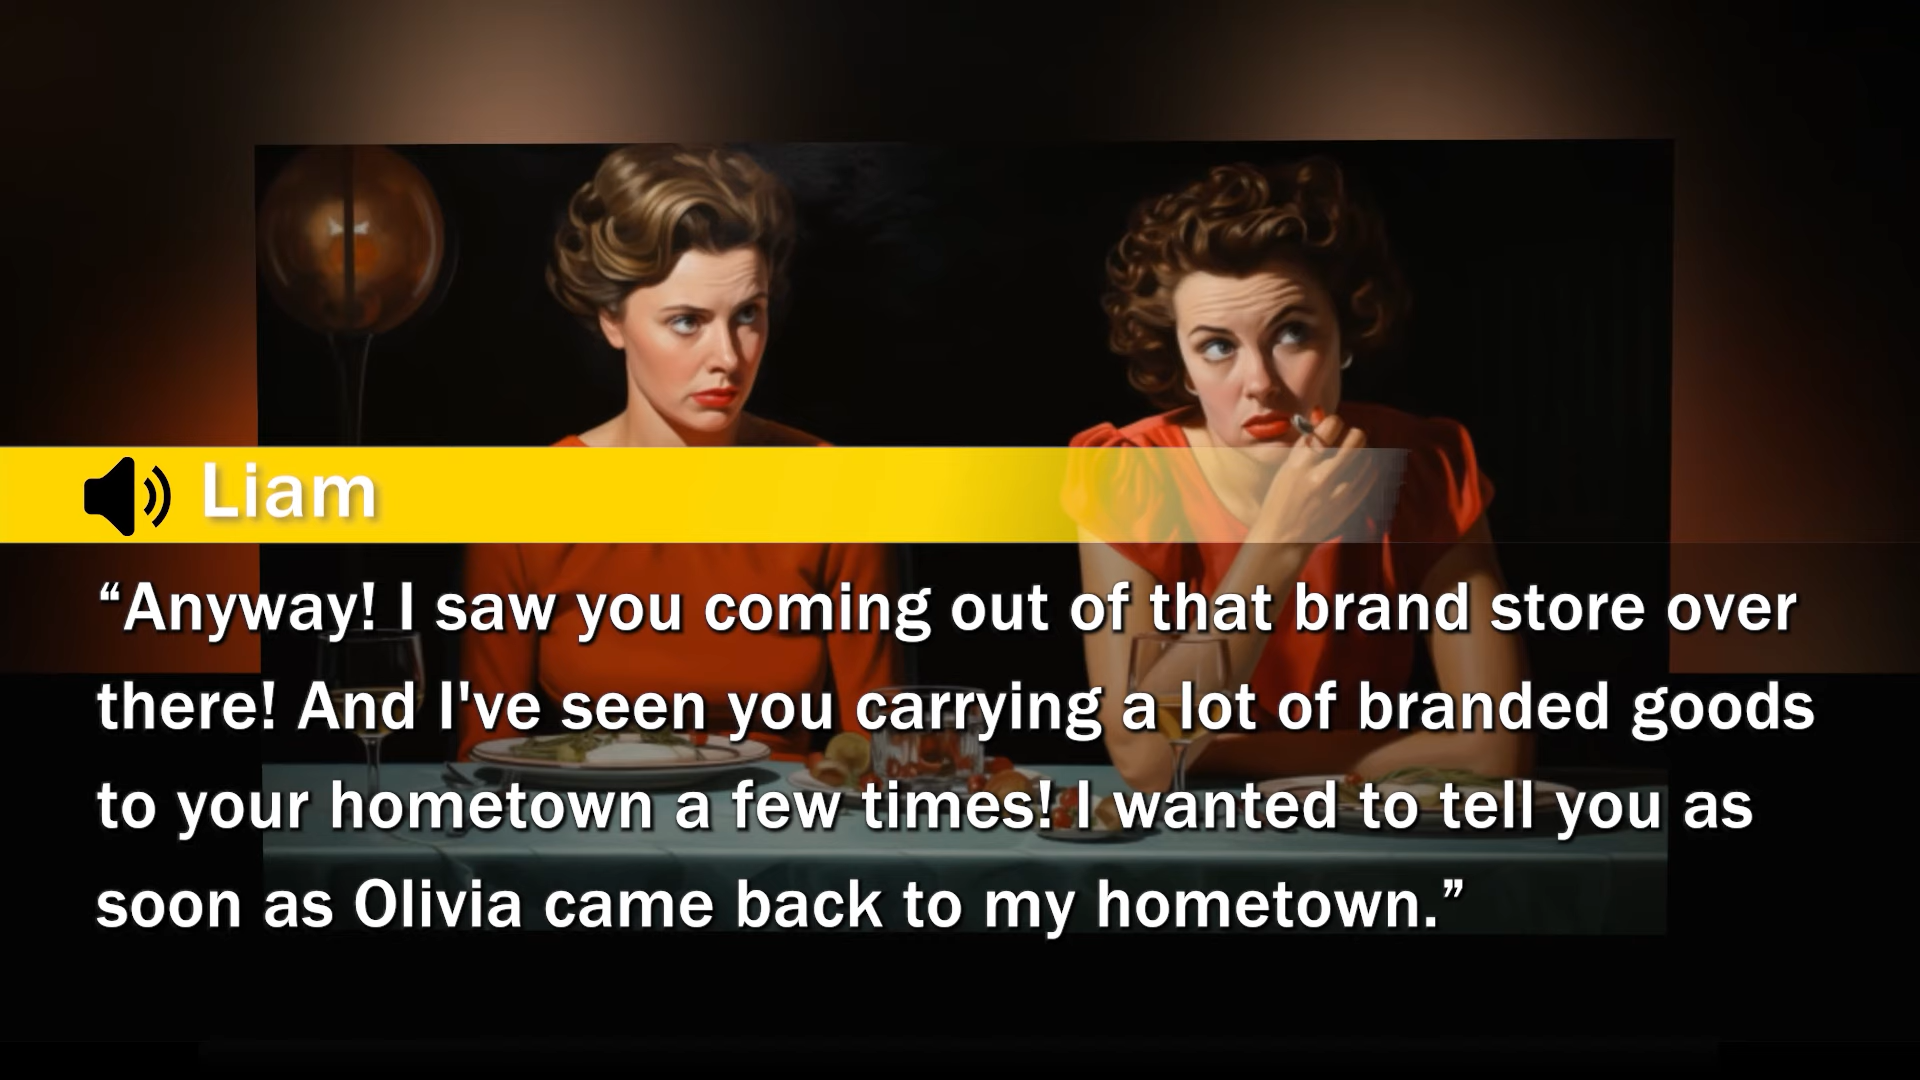 Liam
“Anyway! I saw you coming out of that brand store over
there! And I've seen you carrying a lot of branded goods
to your hometown a few times! I wanted to tell you as
soon as Olivia came back to my hometown.”